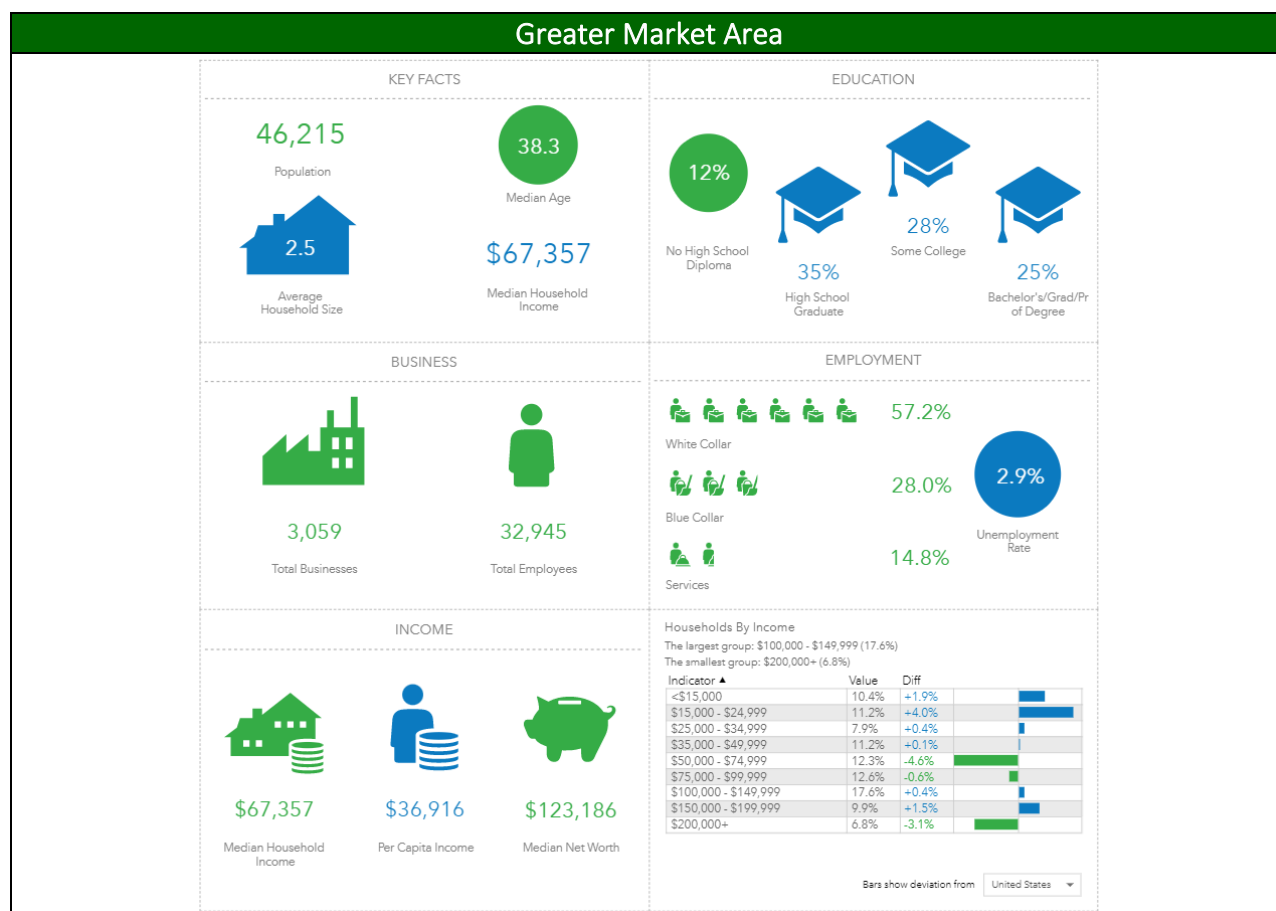 Greater Market Area
KEY FACTS
46,215
Population
38.3
Median Age
2.5
Average
Household Size
$67,357
Median Household
Income
EDUCATION
12%
No High School
Diploma
35%
High School
Graduate
28%
Some College
25%
Bachelor's/Grad/Pr
of Degree
BUSINESS
3,059
Total Businesses
32,945
Total Employees
EMPLOYMENT
57.2%
White Collar
28.0%
Blue Collar
14.8%
Services
2.9%
Unemployment
Rate
INCOME
$67,357
Median Household
Income
$36,916
Per Capita Income
$123,186
Median Net Worth
Households By Income
The largest group: $100,000 - $149,999 (17.6%)
The smallest group: $200,000+ (6.8%)
Indicator ▲ Value Diff
<$15,000 10.4% +1.9%
$15,000 - $24,999 11.2% +4.0%
$25,000 - $34,999 7.9% +0.4%
$35,000 - $49,999 11.2% +0.1%
$50,000 - $74,999 12.3% -4.6%
$75,000 - $99,999 12.6% -0.6%
$100,000 - $149,999 17.6% +0.4%
$150,000 - $199,999 9.9% +1.5%
$200,000+ 6.8% -3.1%
Bars show deviation from United States